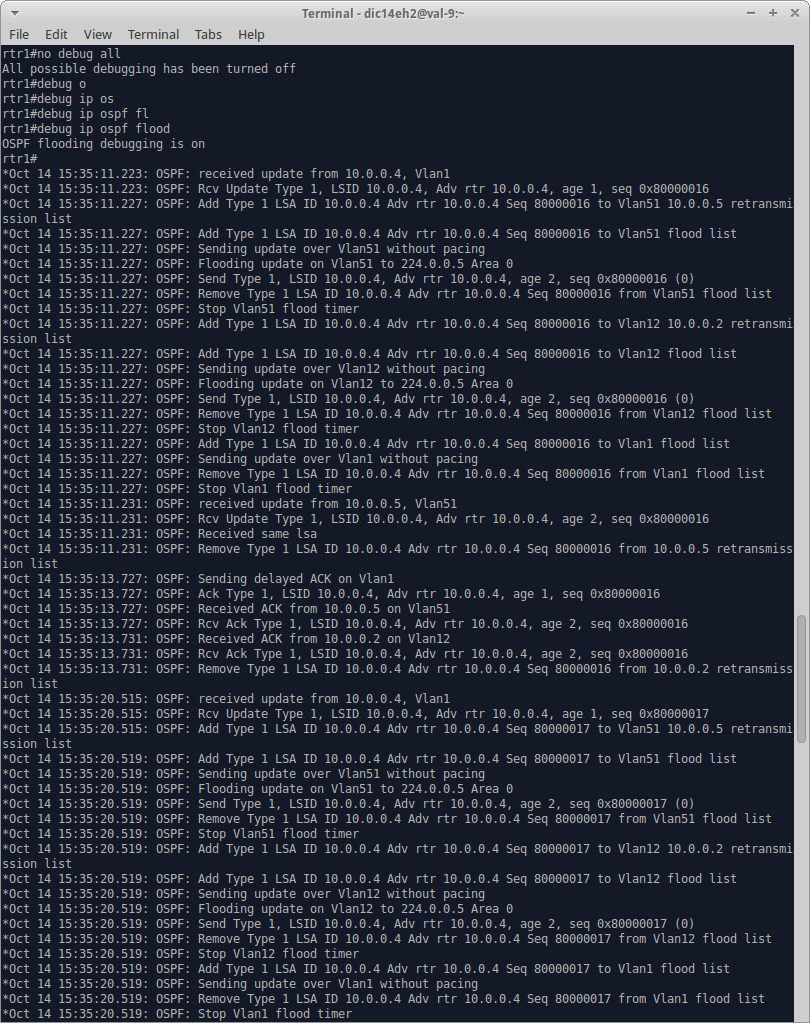 Terminal - dic14eh2@val-9:~
File Edit View Terminal Tabs Help
rtr1#no debug all
All possible debugging has been turned off
rtr1#debug o
rtr1#debug ip os
rtr1#debug ip ospf fl
rtr1#debug ip ospf flood
OSPF flooding debugging is on
rtr1#
*Oct 14 15:35:11.223: OSPF: received update from 10.0.0.4, Vlan1
*Oct 14 15:35:11.223: OSPF: Rcv Update Type 1, LSID 10.0.0.4, Adv rtr 10.0.0.4, age 1, seq 0x80000016
*Oct 14 15:35:11.227: OSPF: Add Type 1 LSA ID 10.0.0.4 Adv rtr 10.0.0.4 Seq 80000016 to Vlan51 10.0.0.5 retransmi
ssion list
*Oct 14 15:35:11.227: OSPF: Add Type 1 LSA ID 10.0.0.4 Adv rtr 10.0.0.4 Seq 80000016 to Vlan51 flood list
*Oct 14 15:35:11.227: OSPF: Sending update over Vlan51 without pacing
*Oct 14 15:35:11.227: OSPF: Flooding update on Vlan51 to 224.0.0.5 Area 0
*Oct 14 15:35:11.227: OSPF: Send Type 1, LSID 10.0.0.4, Adv rtr 10.0.0.4, age 2, seq 0x80000016 (0)
*Oct 14 15:35:11.227: OSPF: Remove Type 1 LSA ID 10.0.0.4 Adv rtr 10.0.0.4 Seq 80000016 from Vlan51 flood list
*Oct 14 15:35:11.227: OSPF: Stop Vlan51 flood timer
*Oct 14 15:35:11.227: OSPF: Add Type 1 LSA ID 10.0.0.4 Adv rtr 10.0.0.4 Seq 80000016 to Vlan12 10.0.0.2 retransmi
ssion list
*Oct 14 15:35:11.227: OSPF: Add Type 1 LSA ID 10.0.0.4 Adv rtr 10.0.0.4 Seq 80000016 to Vlan12 flood list
*Oct 14 15:35:11.227: OSPF: Sending update over Vlan12 without pacing
*Oct 14 15:35:11.227: OSPF: Flooding update on Vlan12 to 224.0.0.5 Area 0
*Oct 14 15:35:11.227: OSPF: Send Type 1, LSID 10.0.0.4, Adv rtr 10.0.0.4, age 2, seq 0x80000016 (0)
*Oct 14 15:35:11.227: OSPF: Remove Type 1 LSA ID 10.0.0.4 Adv rtr 10.0.0.4 Seq 80000016 from Vlan12 flood list
*Oct 14 15:35:11.227: OSPF: Stop Vlan12 flood timer
*Oct 14 15:35:11.227: OSPF: Add Type 1 LSA ID 10.0.0.4 Adv rtr 10.0.0.4 Seq 80000016 to Vlan1 flood list
*Oct 14 15:35:11.227: OSPF: Sending update over Vlan1 without pacing
*Oct 14 15:35:11.227: OSPF: Remove Type 1 LSA ID 10.0.0.4 Adv rtr 10.0.0.4 Seq 80000016 from Vlan1 flood list
*Oct 14 15:35:11.227: OSPF: Stop Vlan1 flood timer
*Oct 14 15:35:11.231: OSPF: received update from 10.0.0.5, Vlan51
*Oct 14 15:35:11.231: OSPF: Rcv Update Type 1, LSID 10.0.0.4, Adv rtr 10.0.0.4, age 2, seq 0x80000016
*Oct 14 15:35:11.231: OSPF: Received same lsa
*Oct 14 15:35:11.231: OSPF: Remove Type 1 LSA ID 10.0.0.4 Adv rtr 10.0.0.4 Seq 80000016 from 10.0.0.5 retransmiss
ion list
*Oct 14 15:35:13.727: OSPF: Sending delayed ACK on Vlan1
*Oct 14 15:35:13.727: OSPF: Ack Type 1, LSID 10.0.0.4, Adv rtr 10.0.0.4, age 1, seq 0x80000016
*Oct 14 15:35:13.727: OSPF: Received ACK from 10.0.0.5 on Vlan51
*Oct 14 15:35:13.727: OSPF: Rcv Ack Type 1, LSID 10.0.0.4, Adv rtr 10.0.0.4, age 2, seq 0x80000016
*Oct 14 15:35:13.731: OSPF: Received ACK from 10.0.0.2 on Vlan12
*Oct 14 15:35:13.731: OSPF: Rcv Ack Type 1, LSID 10.0.0.4, Adv rtr 10.0.0.4, age 2, seq 0x80000016
*Oct 14 15:35:13.731: OSPF: Remove Type 1 LSA ID 10.0.0.4 Adv rtr 10.0.0.4 Seq 80000016 from 10.0.0.2 retransmiss
ion list
*Oct 14 15:35:20.515: OSPF: received update from 10.0.0.4, Vlan1
*Oct 14 15:35:20.515: OSPF: Rcv Update Type 1, LSID 10.0.0.4, Adv rtr 10.0.0.4, age 1, seq 0x80000017
*Oct 14 15:35:20.515: OSPF: Add Type 1 LSA ID 10.0.0.4 Adv rtr 10.0.0.4 Seq 80000017 to Vlan51 10.0.0.5 retransmi
ssion list
*Oct 14 15:35:20.519: OSPF: Add Type 1 LSA ID 10.0.0.4 Adv rtr 10.0.0.4 Seq 80000017 to Vlan51 flood list
*Oct 14 15:35:20.519: OSPF: Sending update over Vlan51 without pacing
*Oct 14 15:35:20.519: OSPF: Flooding update on Vlan51 to 224.0.0.5 Area 0
*Oct 14 15:35:20.519: OSPF: Send Type 1, LSID 10.0.0.4, Adv rtr 10.0.0.4, age 2, seq 0x80000017 (0)
*Oct 14 15:35:20.519: OSPF: Remove Type 1 LSA ID 10.0.0.4 Adv rtr 10.0.0.4 Seq 80000017 from Vlan51 flood list
*Oct 14 15:35:20.519: OSPF: Stop Vlan51 flood timer
*Oct 14 15:35:20.519: OSPF: Add Type 1 LSA ID 10.0.0.4 Adv rtr 10.0.0.4 Seq 80000017 to Vlan12 10.0.0.2 retransmi
ssion list
*Oct 14 15:35:20.519: OSPF: Add Type 1 LSA ID 10.0.0.4 Adv rtr 10.0.0.4 Seq 80000017 to Vlan12 flood list
*Oct 14 15:35:20.519: OSPF: Sending update over Vlan12 without pacing
*Oct 14 15:35:20.519: OSPF: Flooding update on Vlan12 to 224.0.0.5 Area 0
*Oct 14 15:35:20.519: OSPF: Send Type 1, LSID 10.0.0.4, Adv rtr 10.0.0.4, age 2, seq 0x80000017 (0)
*Oct 14 15:35:20.519: OSPF: Remove Type 1 LSA ID 10.0.0.4 Adv rtr 10.0.0.4 Seq 80000017 from Vlan12 flood list
*Oct 14 15:35:20.519: OSPF: Stop Vlan12 flood timer
*Oct 14 15:35:20.519: OSPF: Add Type 1 LSA ID 10.0.0.4 Adv rtr 10.0.0.4 Seq 80000017 to Vlan1 flood list
*Oct 14 15:35:20.519: OSPF: Sending update over Vlan1 without pacing
*Oct 14 15:35:20.519: OSPF: Remove Type 1 LSA ID 10.0.0.4 Adv rtr 10.0.0.4 Seq 80000017 from Vlan1 flood list
*Oct 14 15:35:20.519: OSPF: Stop Vlan1 flood timer